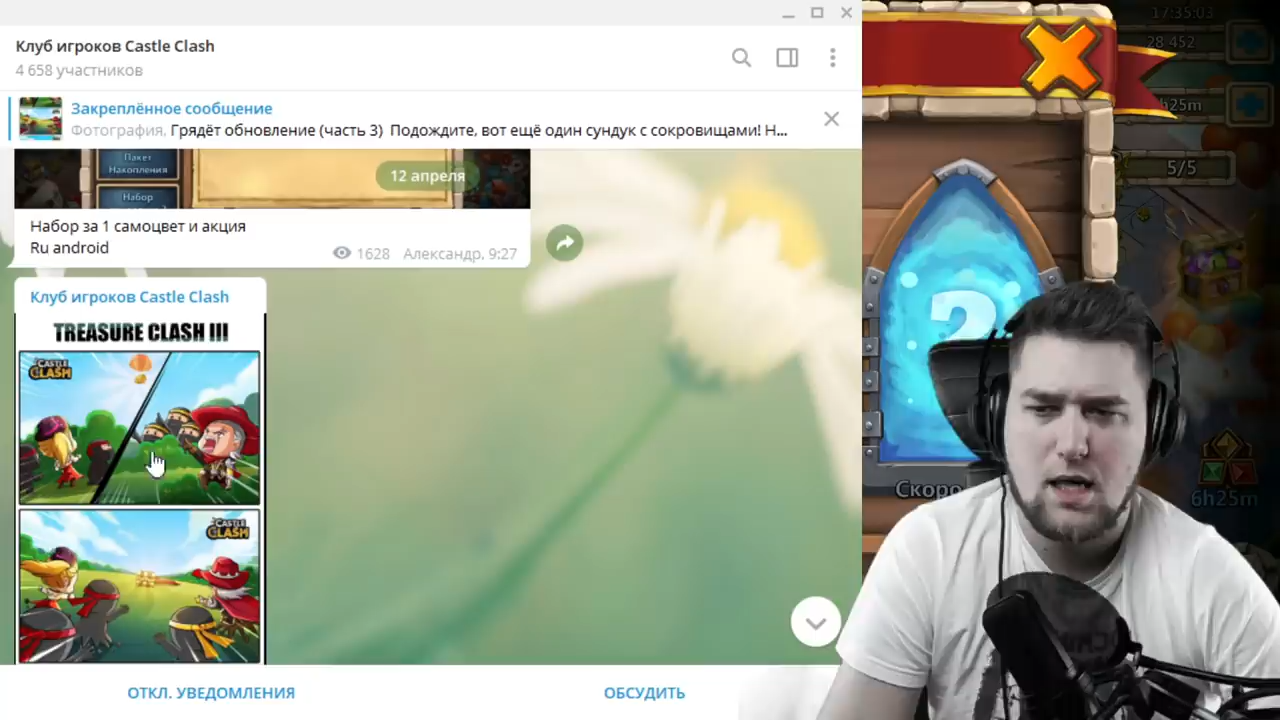 Клуб игроков Castle Clash
4 658 участников
Закреплённое сообщение
Фотография, Грядёт обновление (часть 3) Подождите, вот ещё один сундук с сокровищами! Н...
Пакет
Накопления
Набор
12 апреля
Набор за 1 самоцвет и акция
Ru android
1628 Александр, 9:27
Клуб игроков Castle Clash
TREASURE CLASH III
CASTLE
CLASH
CASTLE
CLASH
ОТКЛ. УВЕДОМЛЕНИЯ
ОБСУДИТЬ
17:35:03
28 452
h25m
5/5
?
Скоро
6h25m